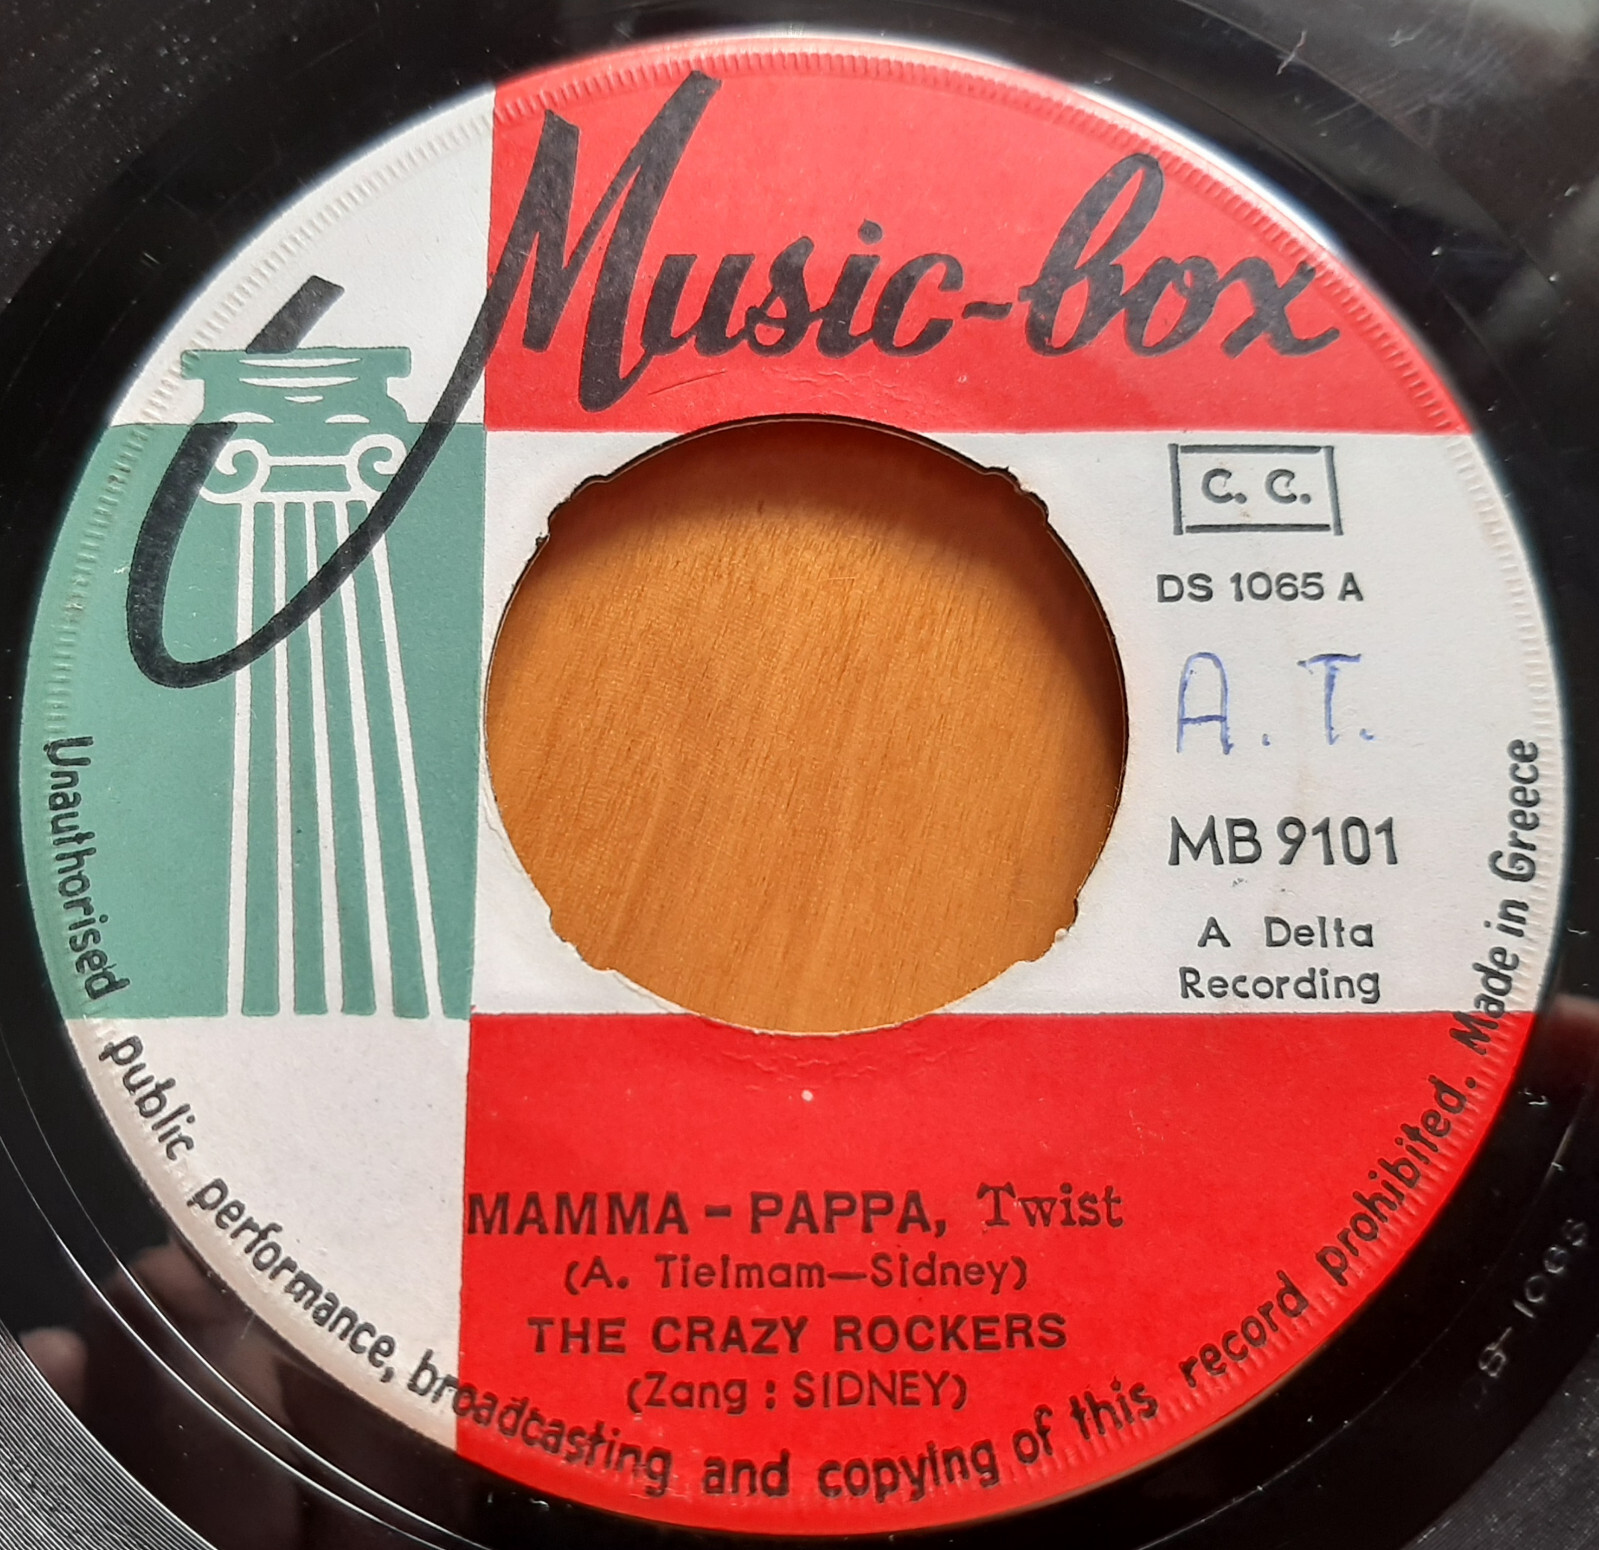 Music-box
C. C.
DS 1065 A
A. T.
MB 9101
A Delta
Recording
MAMMA - PAPPA, Twist
(A. Tielmam—Sidney)
THE CRAZY ROCKERS
(Zang : SIDNEY)
Unauthorised public performance, broadcasting and copying of this record prohibited. Made in Greece